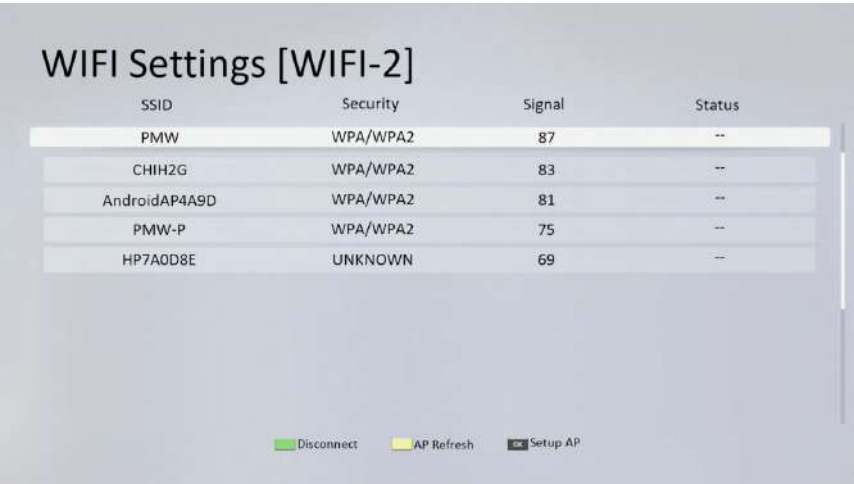 WIFI Settings [WIFI-2]
SSID Security Signal Status
PMW WPA/WPA2 87 --
CHIH2G WPA/WPA2 83 --
AndroidAP4A9D WPA/WPA2 81 --
PMW-P WPA/WPA2 75 --
HP7A0D8E UNKNOWN 69 --
Disconnect AP Refresh OK Setup AP